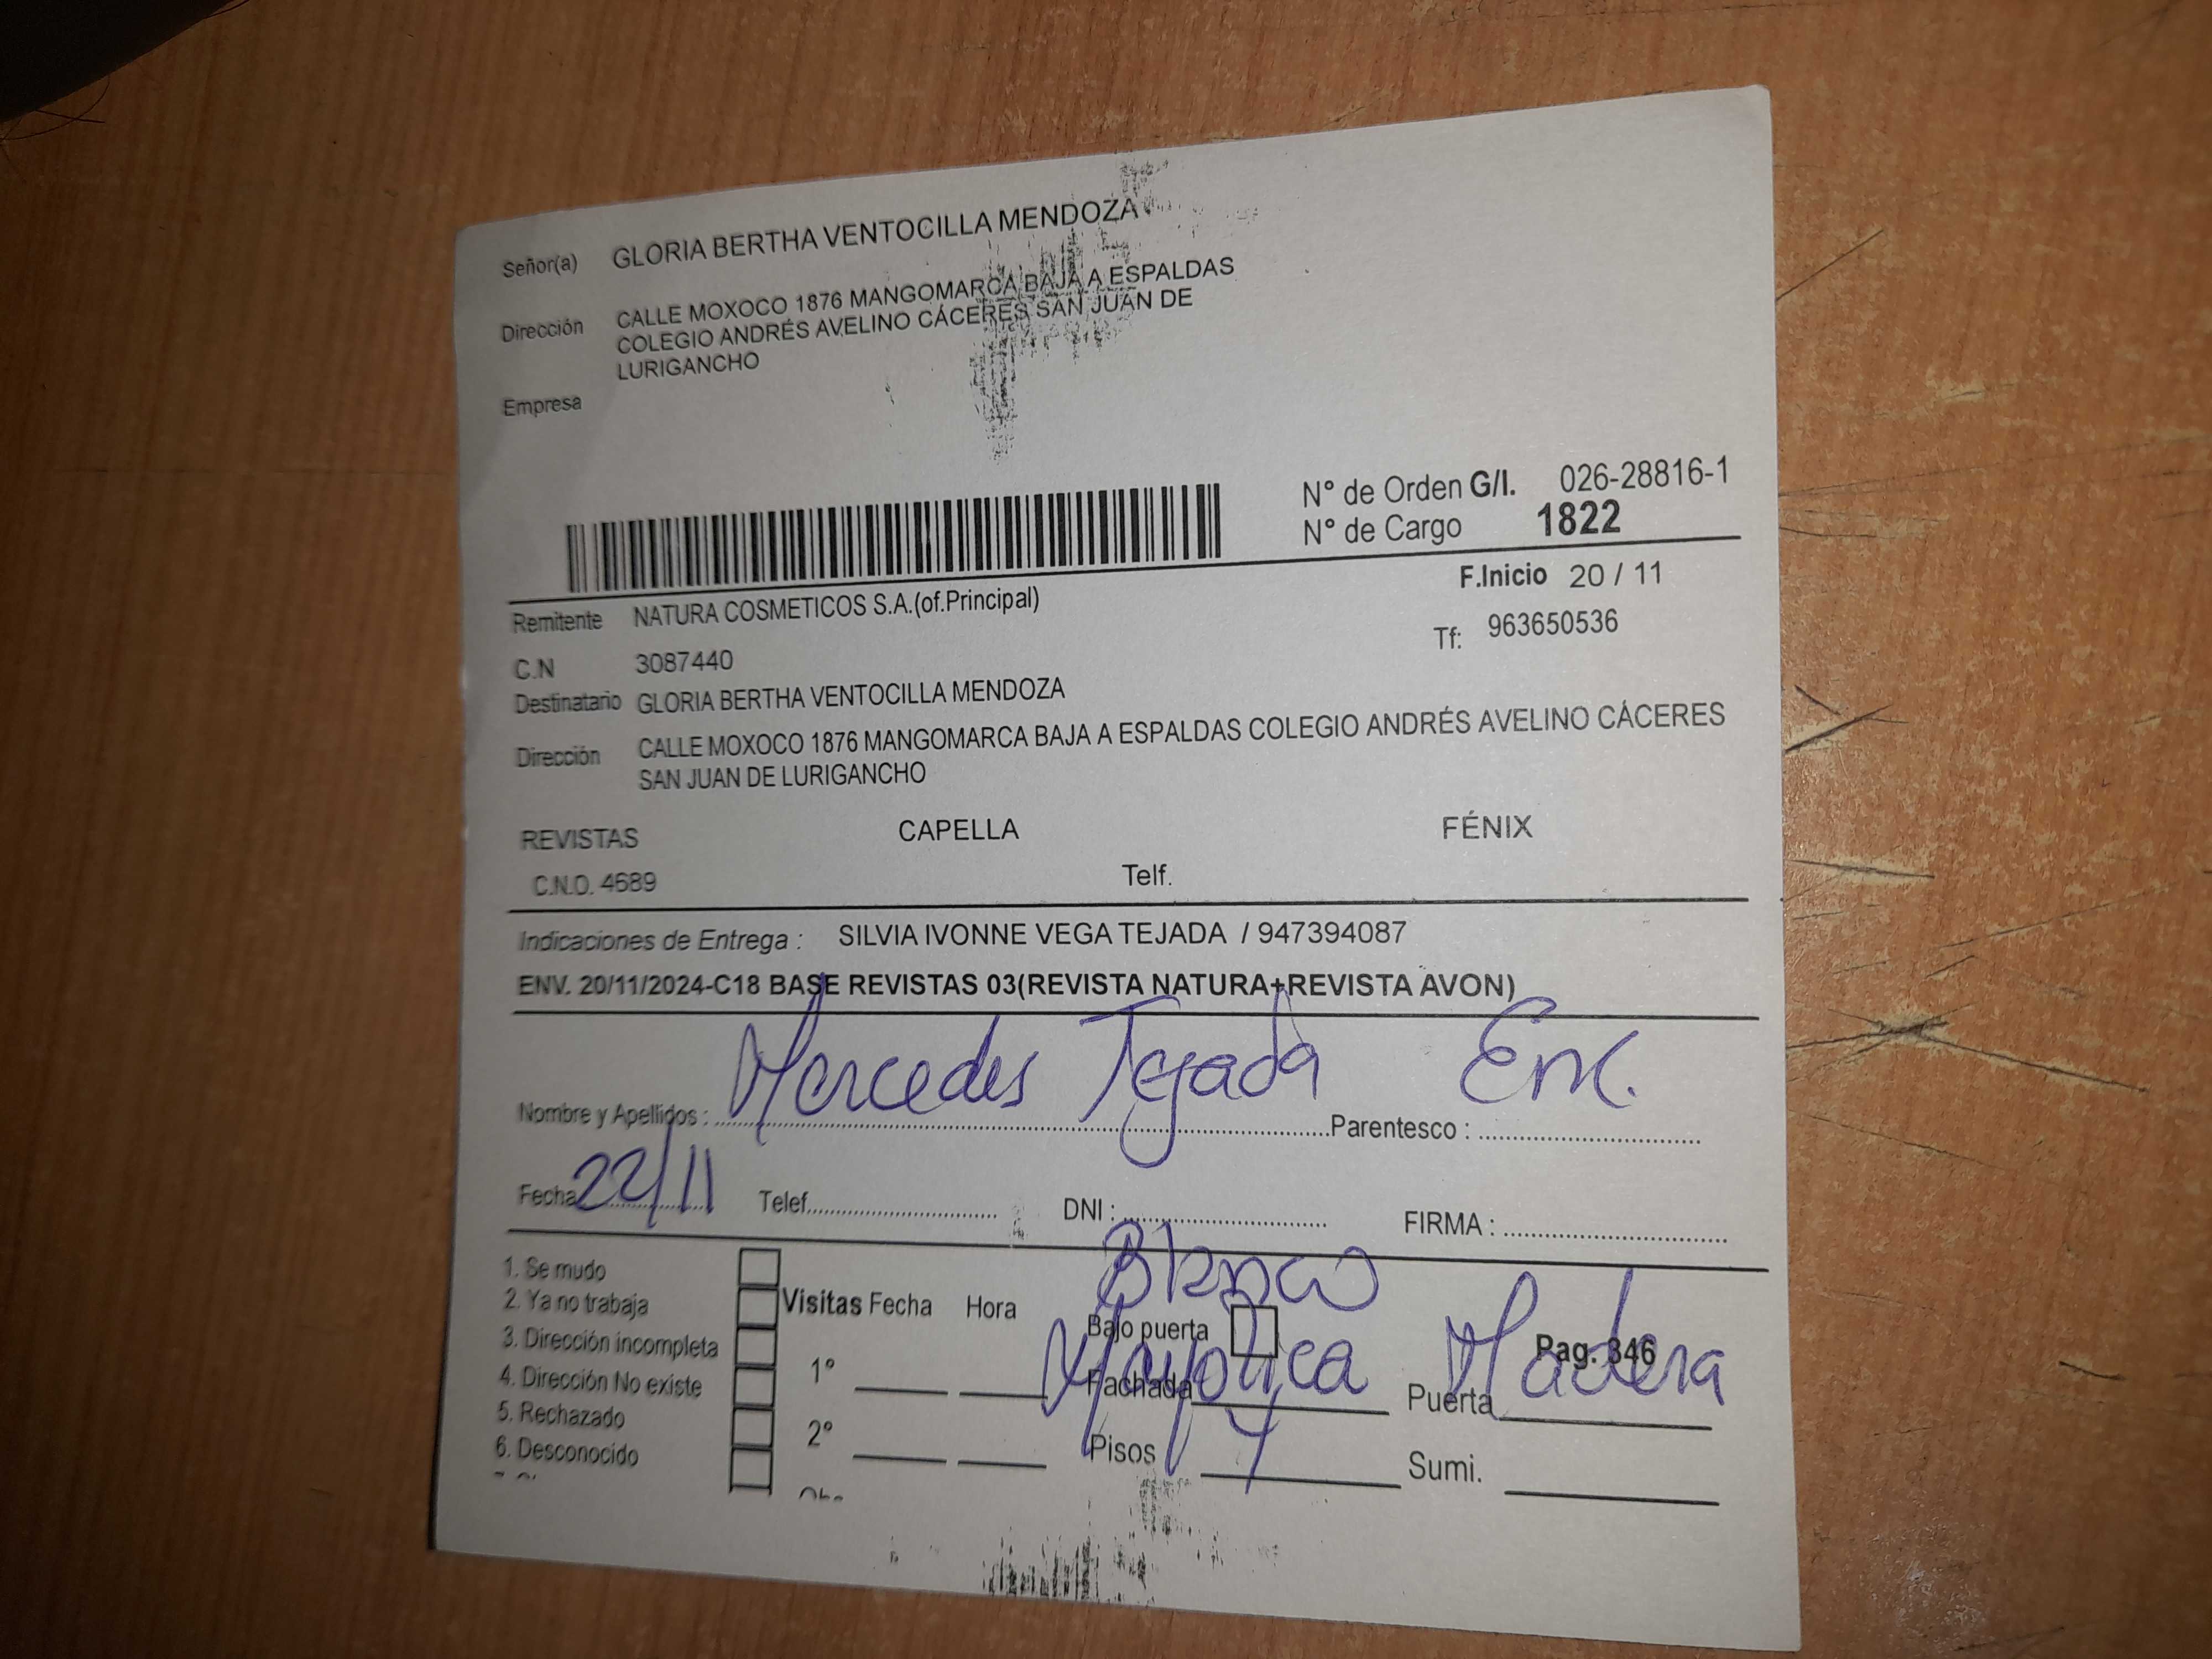 Señor(a) GLORIA BERTHA VENTOCILLA MENDOZA
Dirección CALLE MOXOCO 1876 MANGOMARCA BAJA A ESPALDAS
COLEGIO ANDRÉS AVELINO CÁCERES SAN JUAN DE
LURIGANCHO
Empresa
N° de Orden G/I. 026-28816-1
N° de Cargo 1822
F.Inicio 20 / 11
Remitente NATURA COSMETICOS S.A.(of.Principal)
Tf: 963650536
C.N 3087440
Destinatario GLORIA BERTHA VENTOCILLA MENDOZA
Dirección CALLE MOXOCO 1876 MANGOMARCA BAJA A ESPALDAS COLEGIO ANDRÉS AVELINO CÁCERES
SAN JUAN DE LURIGANCHO
REVISTAS CAPELLA FÉNIX
C.N.O. 4689 Telf.
Indicaciones de Entrega : SILVIA IVONNE VEGA TEJADA / 947394087
ENV. 20/11/2024-C18 BASE REVISTAS 03(REVISTA NATURA+REVISTA AVON)
Nombre y Apellidos : Mercedes Tejada Parentesco : Enc.
Fecha 22/11 Telef. DNI : FIRMA :
1. Se mudo
2. Ya no trabaja
3. Dirección incompleta
4. Dirección No existe
5. Rechazado
6. Desconocido
Visitas Fecha Hora
1°
2°
Blanco
Bajo puerta Pag. 346
Fachada Mayolica Puerta Madera
Pisos 4 Sumi.